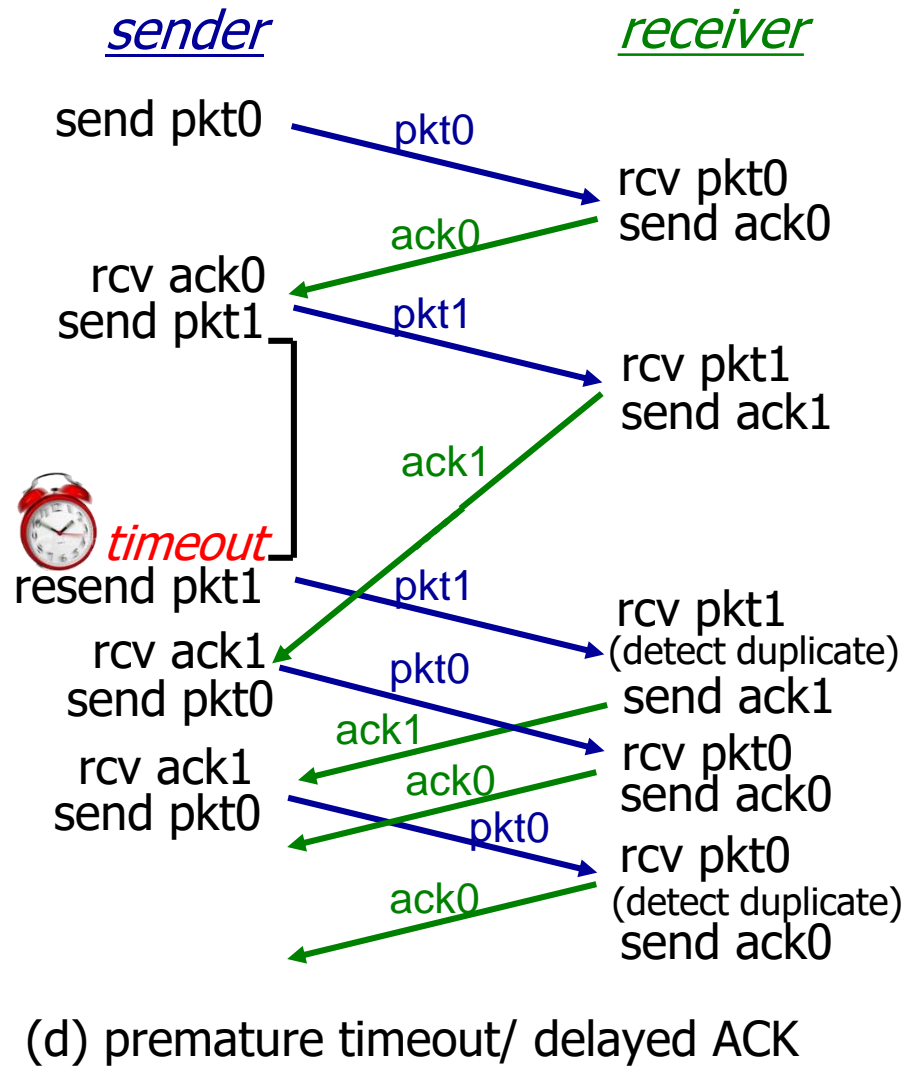 sender
receiver
send pkt0
pkt0
rcv pkt0
send ack0
ack0
rcv ack0
send pkt1
pkt1
rcv pkt1
send ack1
ack1
timeout
resend pkt1
pkt1
rcv pkt1
(detect duplicate)
send ack1
rcv ack1
send pkt0
pkt0
ack1
rcv pkt0
send ack0
rcv ack1
send pkt0
ack0
pkt0
rcv pkt0
(detect duplicate)
send ack0
ack0
(d) premature timeout/ delayed ACK